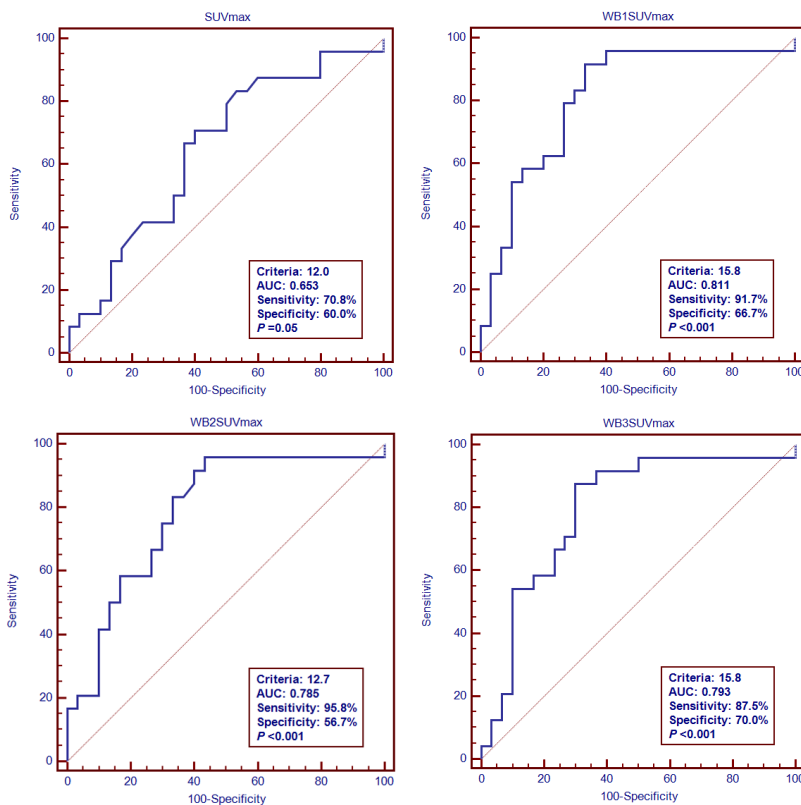 SUVmax
100
80
60
40
20
0
Sensitivity
Criteria: 12.0
AUC: 0.653
Sensitivity: 70.8%
Specificity: 60.0%
P =0.05
0 20 40 60 80 100
100-Specificity
WB1SUVmax
100
80
60
40
20
0
Sensitivity
Criteria: 15.8
AUC: 0.811
Sensitivity: 91.7%
Specificity: 66.7%
P <0.001
0 20 40 60 80 100
100-Specificity
WB2SUVmax
100
80
60
40
20
0
Sensitivity
Criteria: 12.7
AUC: 0.785
Sensitivity: 95.8%
Specificity: 56.7%
P <0.001
0 20 40 60 80 100
100-Specificity
WB3SUVmax
100
80
60
40
20
0
Sensitivity
Criteria: 15.8
AUC: 0.793
Sensitivity: 87.5%
Specificity: 70.0%
P <0.001
0 20 40 60 80 100
100-Specificity